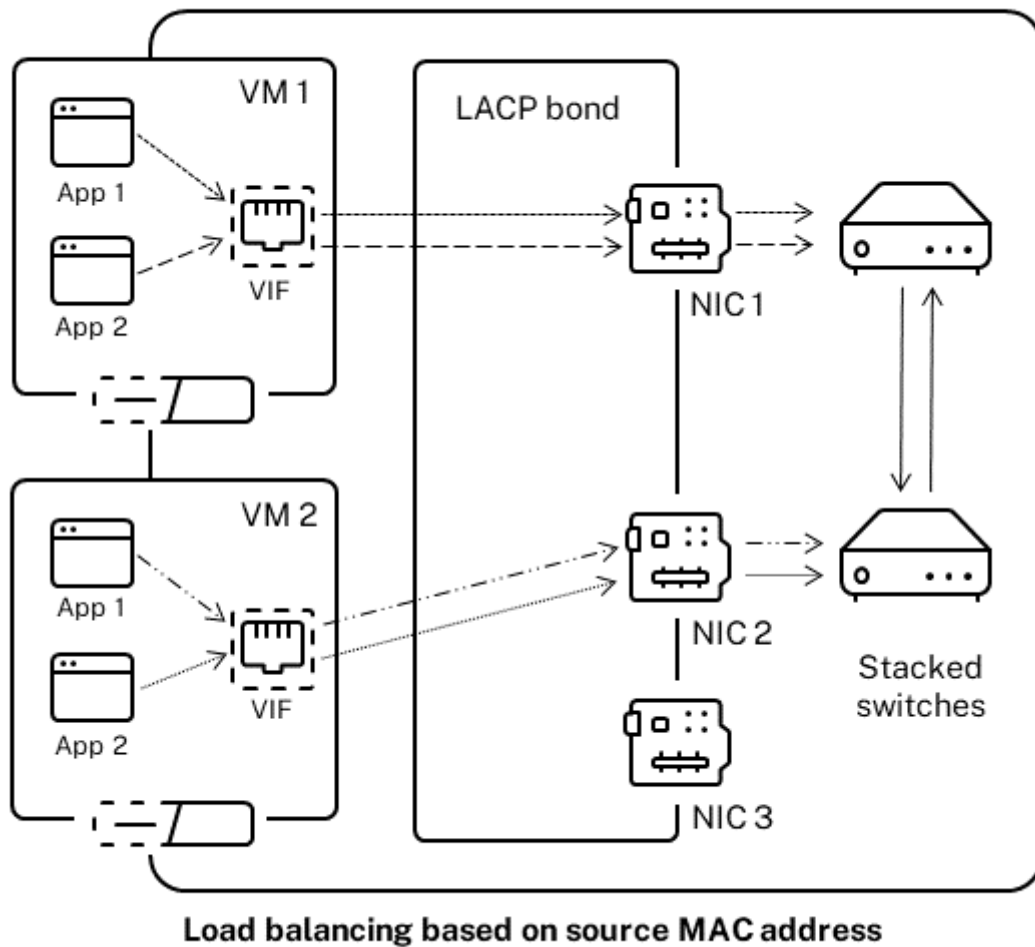 VM 1
App 1
App 2
VIF
LACP bond
NIC 1
VM 2
App 1
App 2
VIF
NIC 2
NIC 3
Stacked
switches
Load balancing based on source MAC address